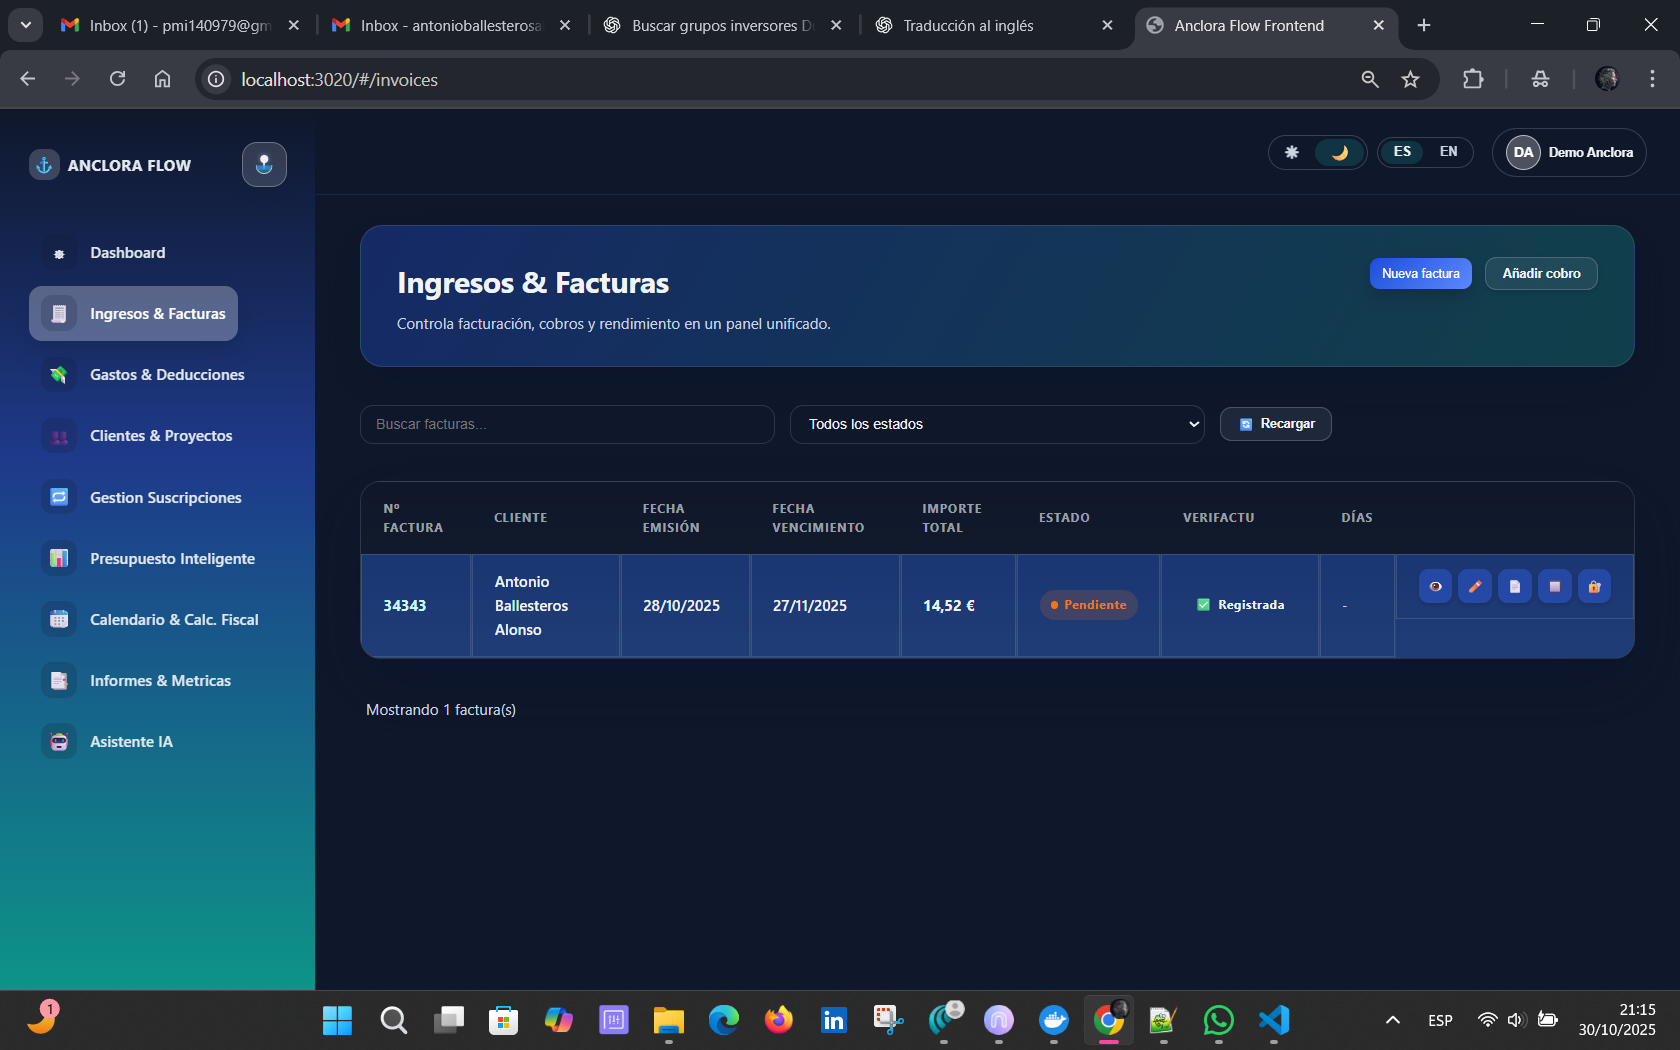 Inbox (1) - pmi140979@gm
Inbox - antonioballesterosa
Buscar grupos inversores D
Traducción al inglés
Anclora Flow Frontend
localhost:3020/#/invoices
ANCLORA FLOW
ES
EN
DA
Demo Anclora
Dashboard
Ingresos & Facturas
Gastos & Deducciones
Clientes & Proyectos
Gestion Suscripciones
Presupuesto Inteligente
Calendario & Calc. Fiscal
Informes & Metricas
Asistente IA
Ingresos & Facturas
Controla facturación, cobros y rendimiento en un panel unificado.
Nueva factura
Añadir cobro
Buscar facturas...
Todos los estados
Recargar
Nº FACTURA
CLIENTE
FECHA EMISIÓN
FECHA VENCIMIENTO
IMPORTE TOTAL
ESTADO
VERIFACTU
DÍAS
34343
Antonio
Ballesteros
Alonso
28/10/2025
27/11/2025
14,52 €
Pendiente
Registrada
-
Mostrando 1 factura(s)
1
ESP
21:15
30/10/2025